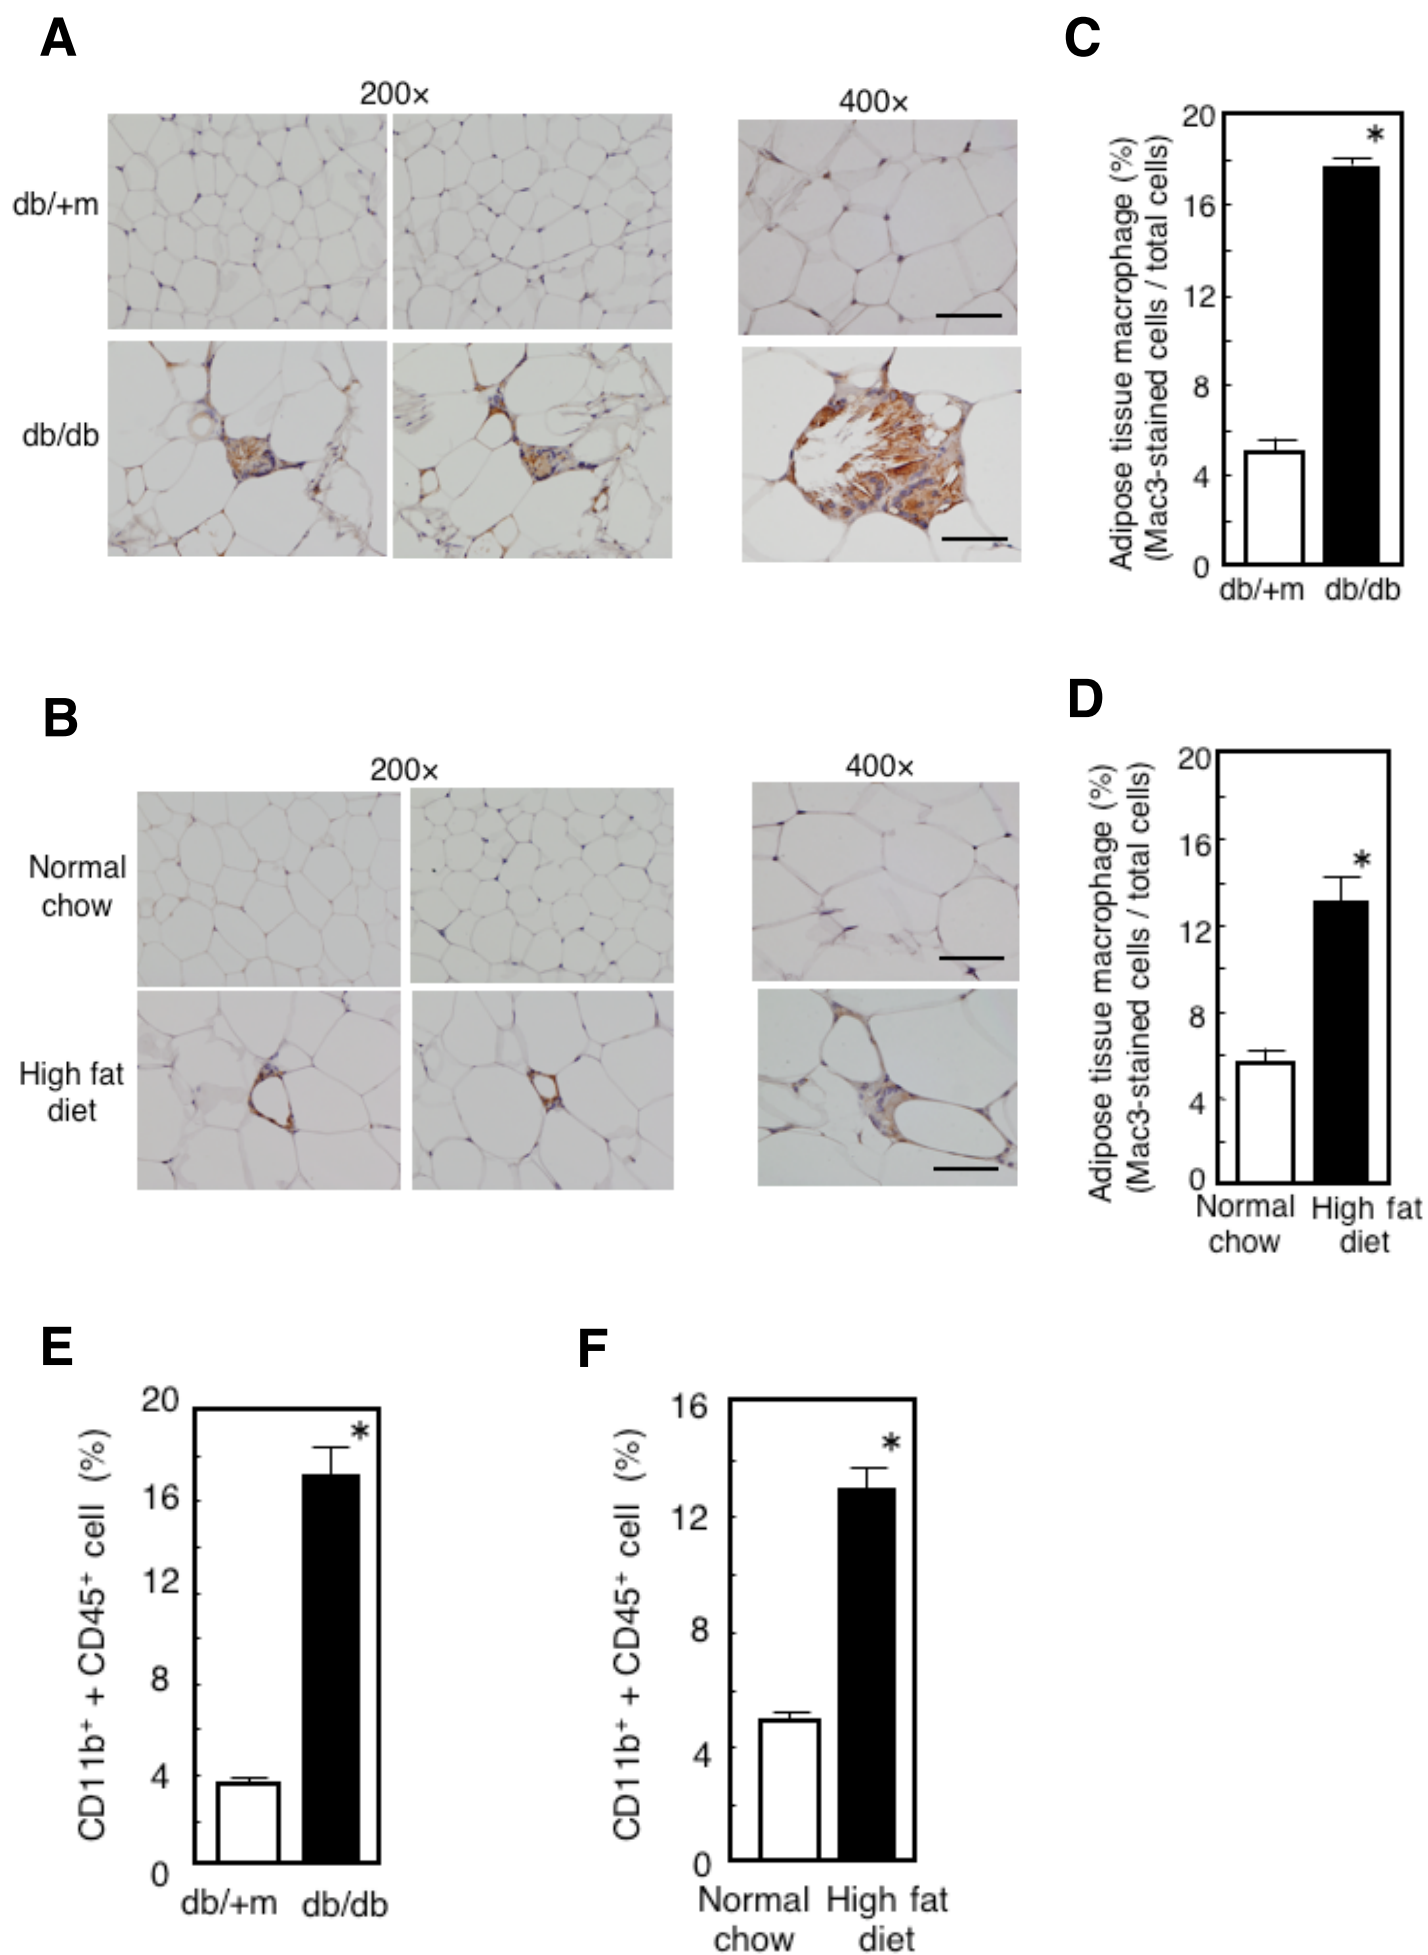 A
200×
400×
db/+m
db/db
C
Adipose tissue macrophage (%)
(Mac3-stained cells / total cells)
20
16
12
8
4
0
*
db/+m db/db
B
200×
400×
Normal
chow
High fat
diet
D
Adipose tissue macrophage (%)
(Mac3-stained cells / total cells)
20
16
12
8
4
0
*
Normal High fat
chow diet
E
CD11b⁺ + CD45⁺ cell (%)
20
16
12
8
4
0
*
db/+m db/db
F
CD11b⁺ + CD45⁺ cell (%)
16
12
8
4
0
*
Normal High fat
chow diet